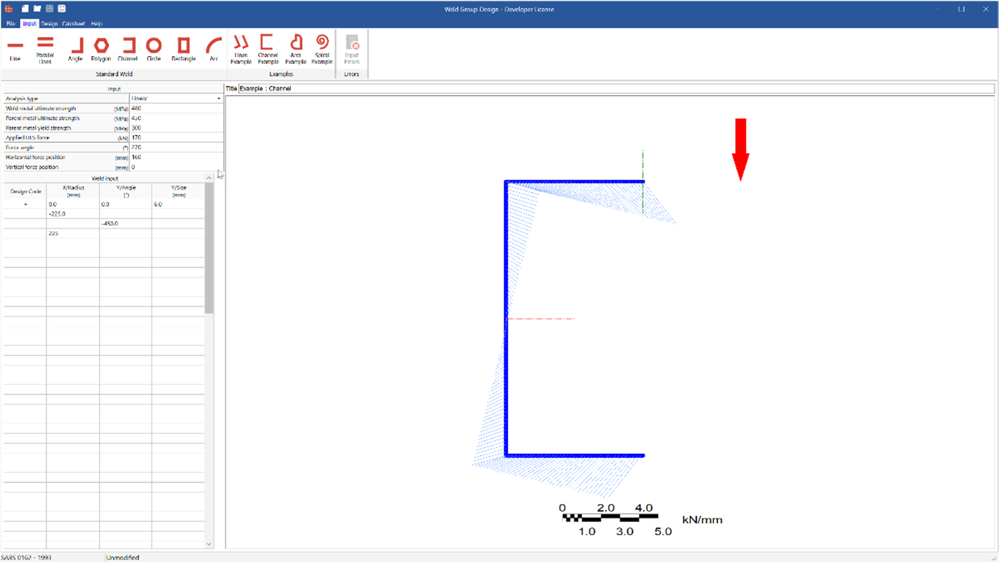 Weld Group Design - Developer License
File Input Design Calcsheet Help
Line Parallel Lines Angle Polygon Channel Circle Rectangle Arc Lines Example Channel Example Arcs Example Spiral Example Input Errors
Standard Weld Examples Errors
Input
Title Example : Channel
Analysis type Linear
Weld metal ultimate strength (MPa) 480
Parent metal ultimate strength (MPa) 450
Parent metal yield strength (MPa) 300
Applied ULS force (kN) 170
Force angle (°) 270
Horizontal force position (mm) 160
Vertical force position (mm) 0
Weld input
Design Code X/Radius (mm) Y/Angle (°) Y/Size (mm)
+ 0.0 0.0 6.0
-225.0
-450.0
225
0 2.0 4.0
kN/mm
1.0 3.0 5.0
SABS 0162 - 1993 Unmodified